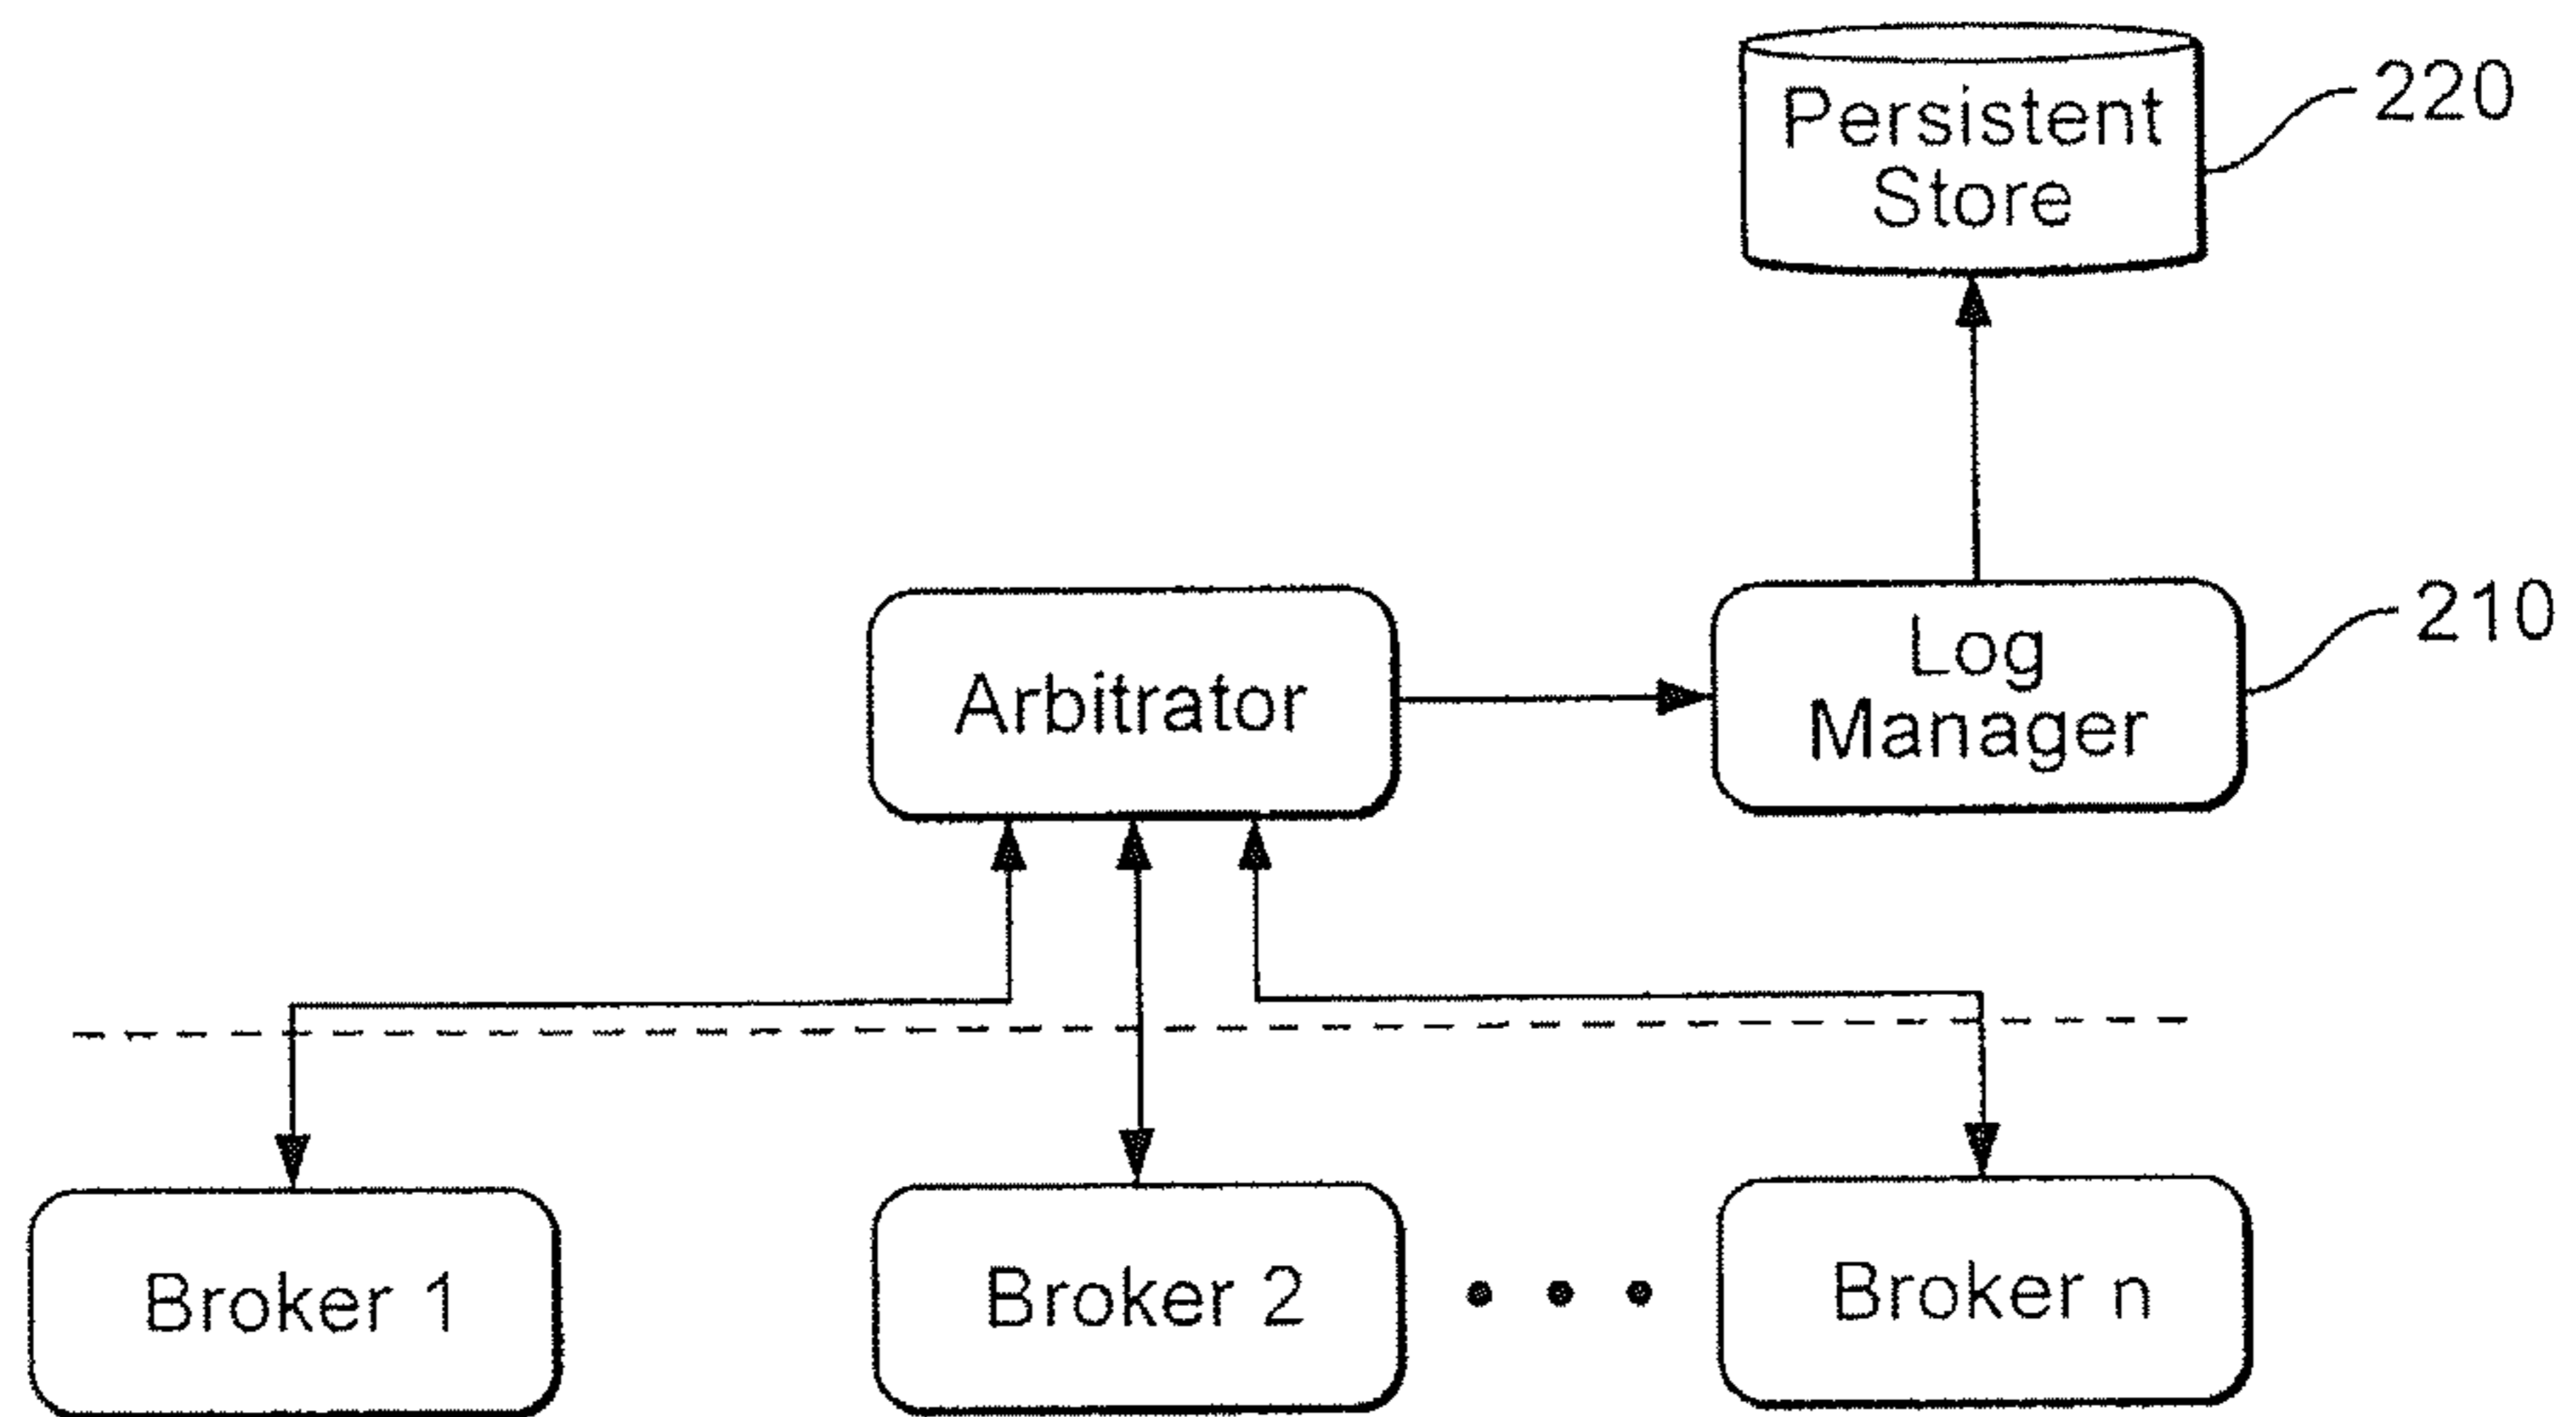 Persistent
Store
220
Arbitrator
Log
Manager
210
Broker 1
Broker 2
Broker n